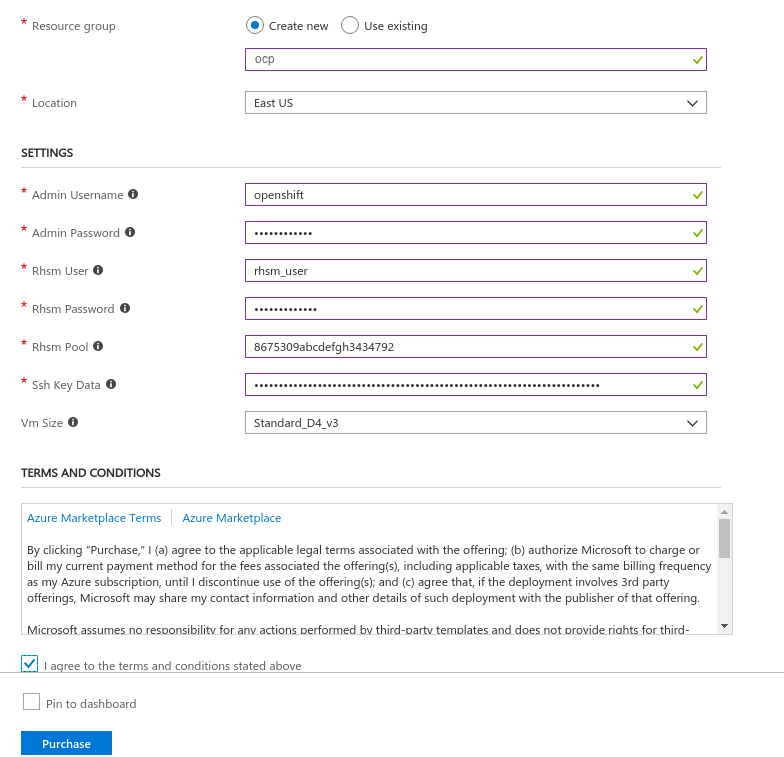 * Resource group Create new Use existing
ocp
* Location East US
SETTINGS
* Admin Username openshift
* Admin Password ••••••••••••
* Rhsm User rhsm_user
* Rhsm Password •••••••••••••
* Rhsm Pool 8675309abcdefgh3434792
* Ssh Key Data •••••••••••••••••••••••••••••••••••••••••••••••••••••••••••••••••••••••
Vm Size Standard_D4_v3
TERMS AND CONDITIONS
Azure Marketplace Terms Azure Marketplace
By clicking “Purchase,” I (a) agree to the applicable legal terms associated with the offering; (b) authorize Microsoft to charge or
bill my current payment method for the fees associated the offering(s), including applicable taxes, with the same billing frequency
as my Azure subscription, until I discontinue use of the offering(s); and (c) agree that, if the deployment involves 3rd party
offerings, Microsoft may share my contact information and other details of such deployment with the publisher of that offering.
Microsoft assumes no responsibility for any actions performed by third-party templates and does not provide rights for third-
I agree to the terms and conditions stated above
Pin to dashboard
Purchase